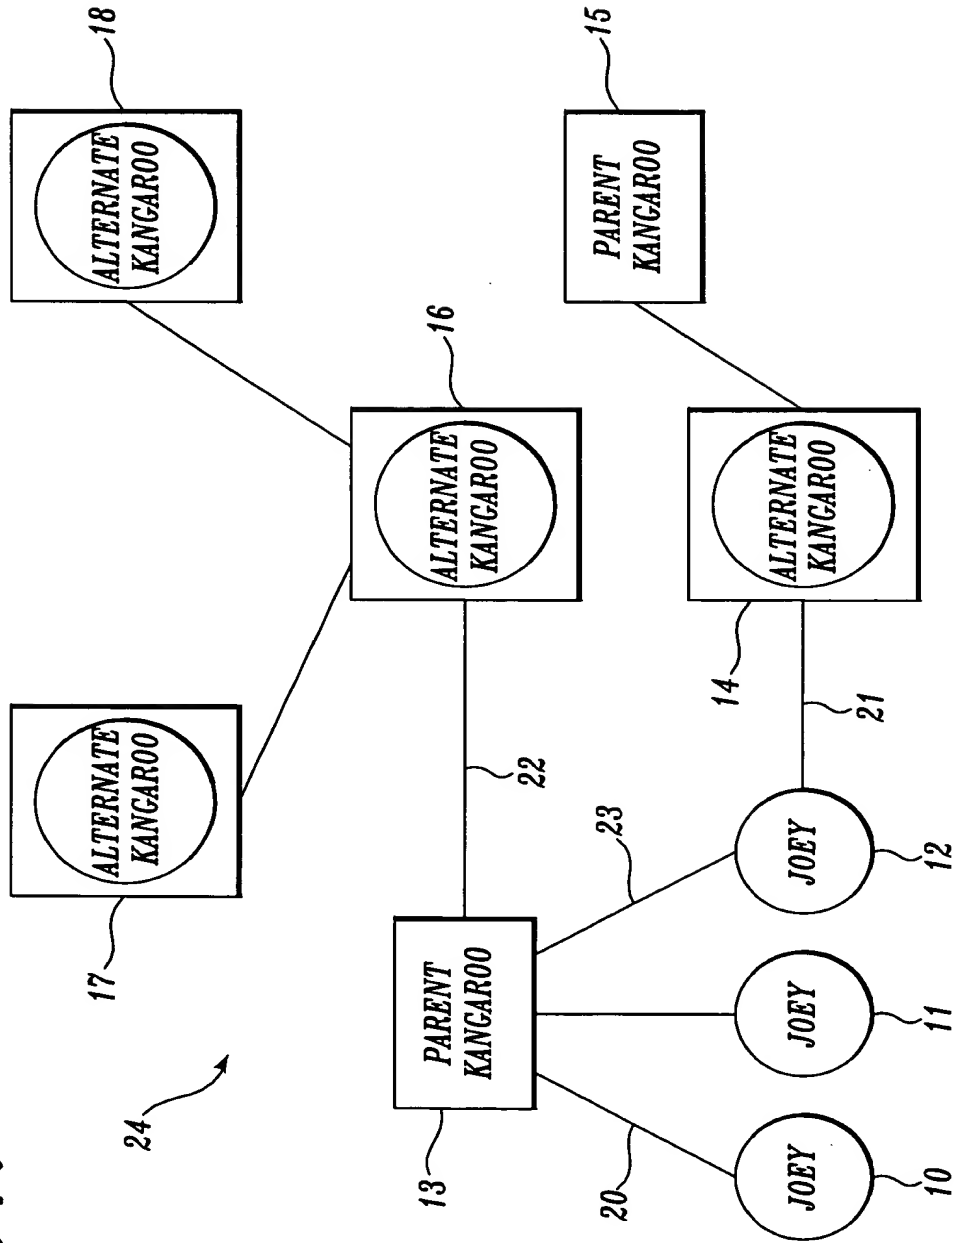 17
18
ALTERNATE
KANGAROO
ALTERNATE
KANGAROO
24
13
PARENT
KANGAROO
16
ALTERNATE
KANGAROO
22
15
PARENT
KANGAROO
20
23
14
ALTERNATE
KANGAROO
JOEY
JOEY
JOEY
21
10
11
12